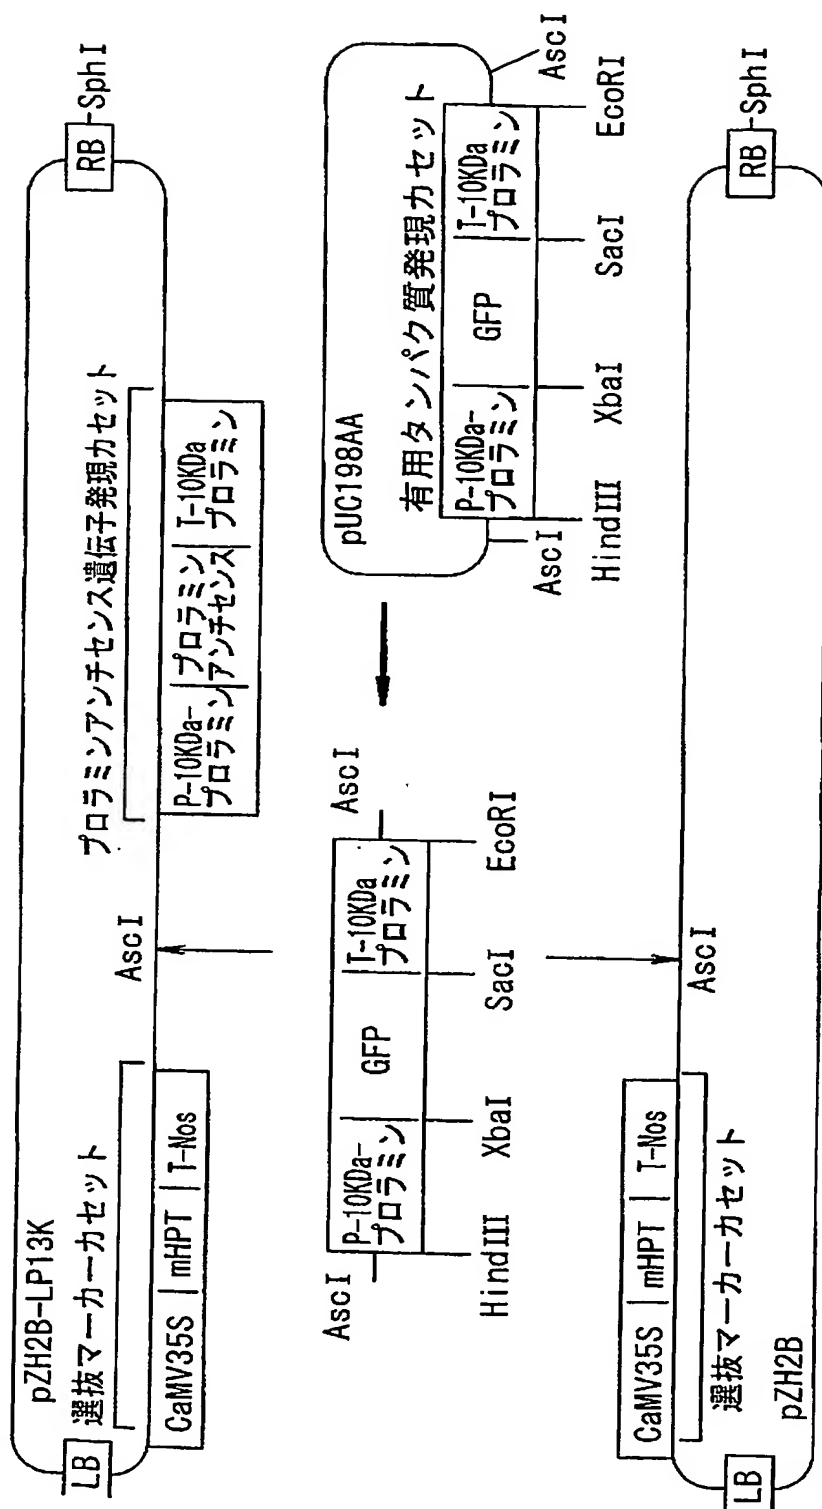 pZH2B-LP13K
選抜マーカーカセット
LB
CaMV35S | mHPT | T-Nos
AscI
プロラミンアンチセンス遺伝子発現カセット
P-10KDa-
プロラミン
プロラミン
アンチセンス
T-10KDa
プロラミン
RB
SphI
AscI
P-10KDa-
プロラミン
GFP
T-10KDa
プロラミン
AscI
HindIII
XbaI
SacI
EcoRI
pUC198AA
有用タンパク質発現カセット
P-10KDa-
プロラミン
GFP
T-10KDa
プロラミン
AscI
HindIII
XbaI
SacI
EcoRI
AscI
CaMV35S | mHPT | T-Nos
LB
選抜マーカーカセット
pZH2B
AscI
RB
SphI